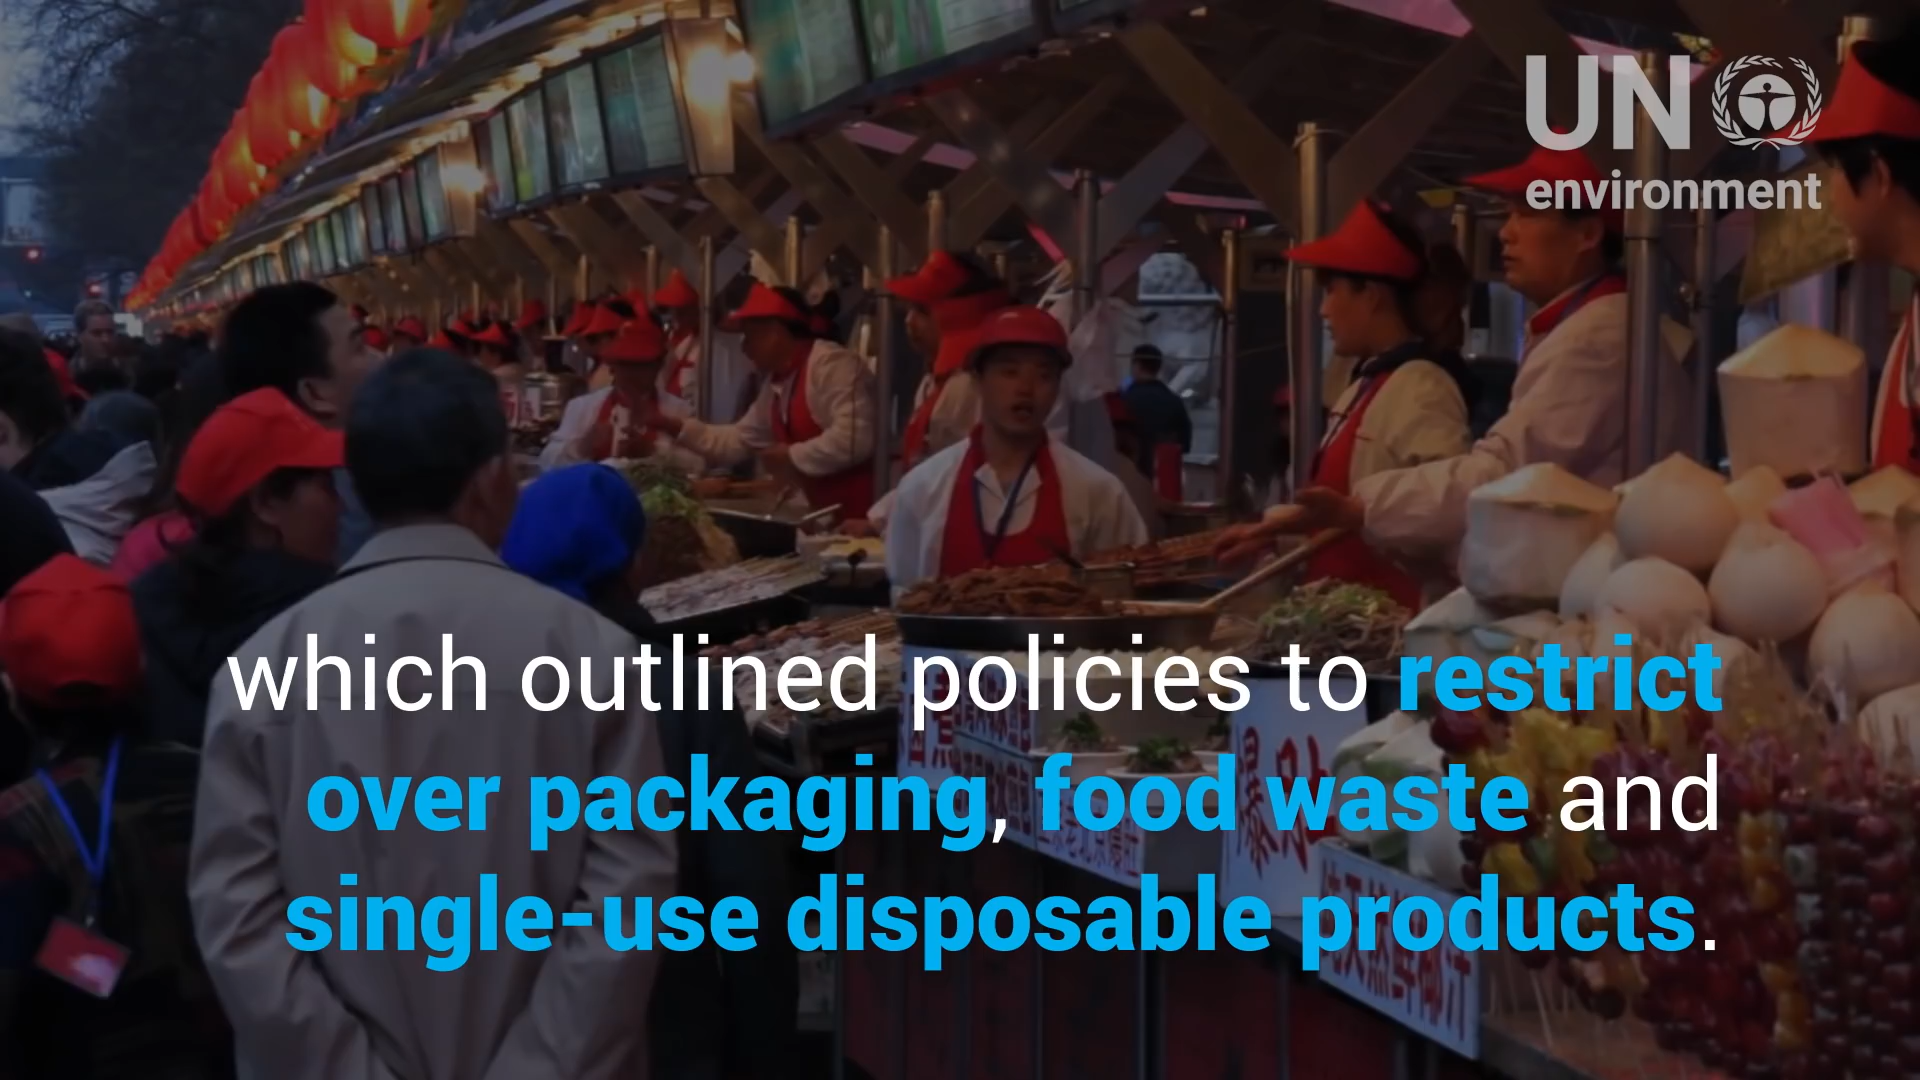 UN
environment
which outlined policies to restrict
over packaging, food waste and
single-use disposable products.